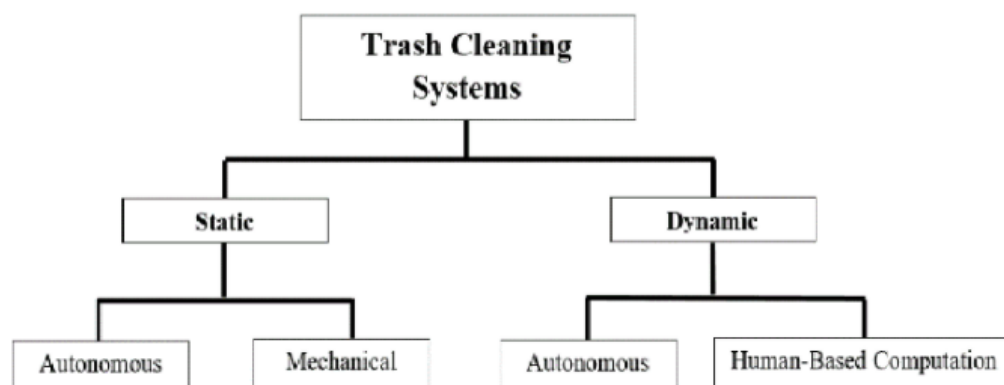 Trash Cleaning
Systems
Static
Dynamic
Autonomous
Mechanical
Autonomous
Human-Based Computation